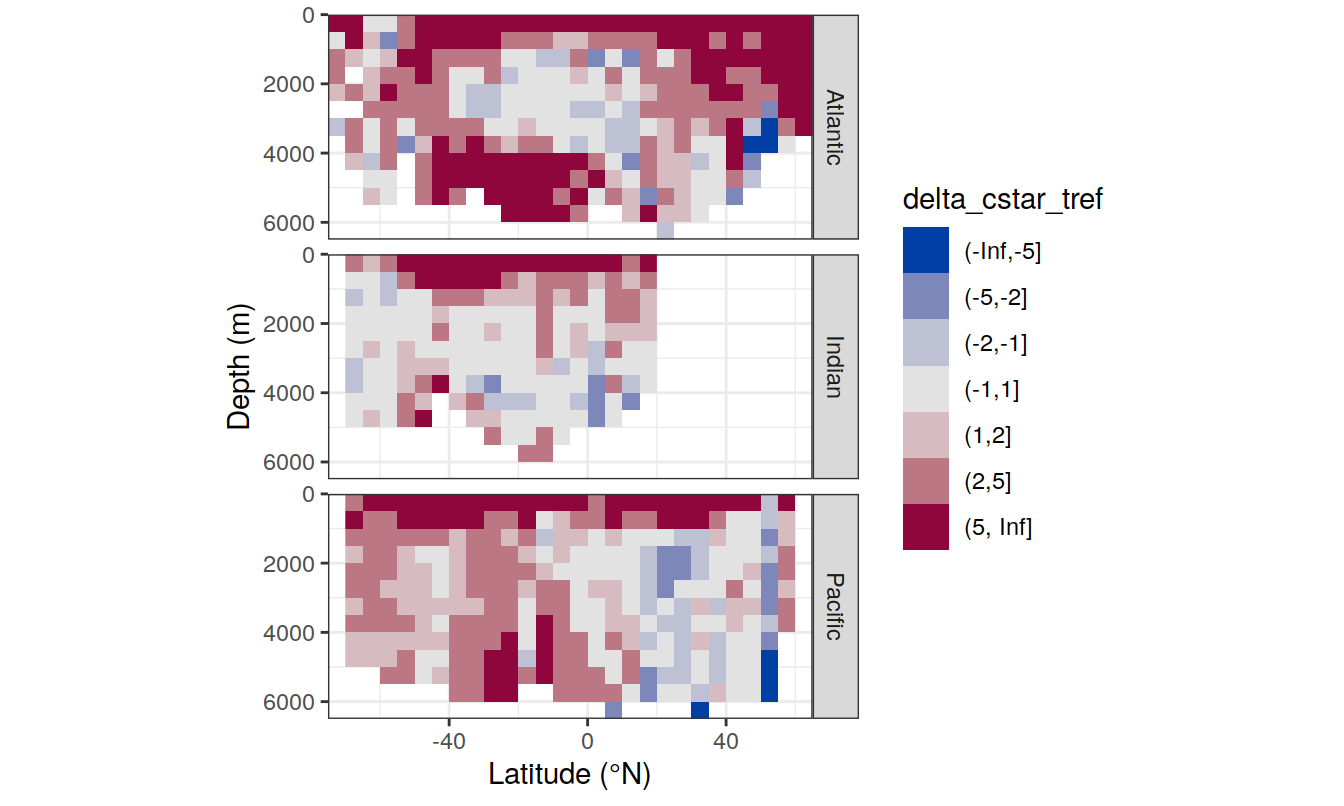 0
2000
4000
6000
Atlantic
0
2000
4000
6000
Indian
0
2000
4000
6000
Pacific
-40
0
40
Latitude (°N)
Depth (m)
delta_cstar_tref
(-Inf,-5]
(-5,-2]
(-2,-1]
(-1,1]
(1,2]
(2,5]
(5, Inf]